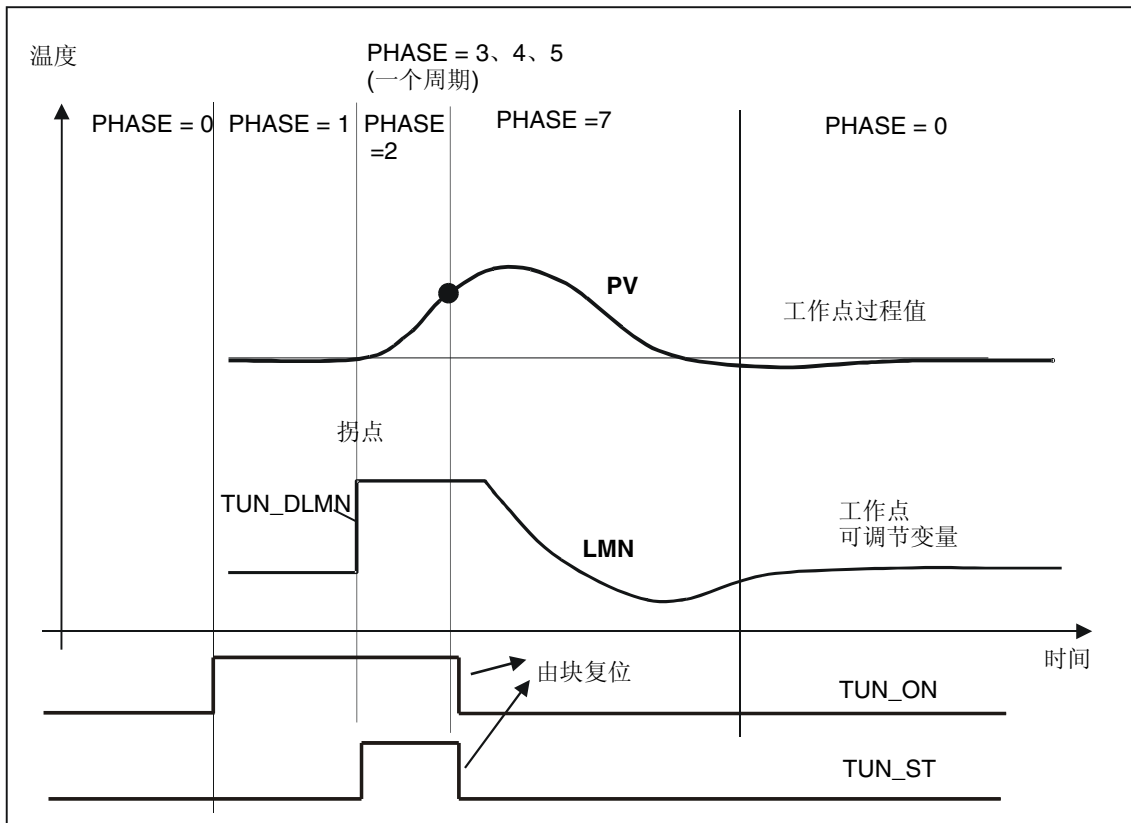 温度
PHASE = 3、4、5
(一个周期)
PHASE = 0
PHASE = 1
PHASE
=2
PHASE =7
PHASE = 0
PV
工作点过程值
拐点
TUN_DLMN
LMN
工作点
可调节变量
时间
由块复位
TUN_ON
TUN_ST